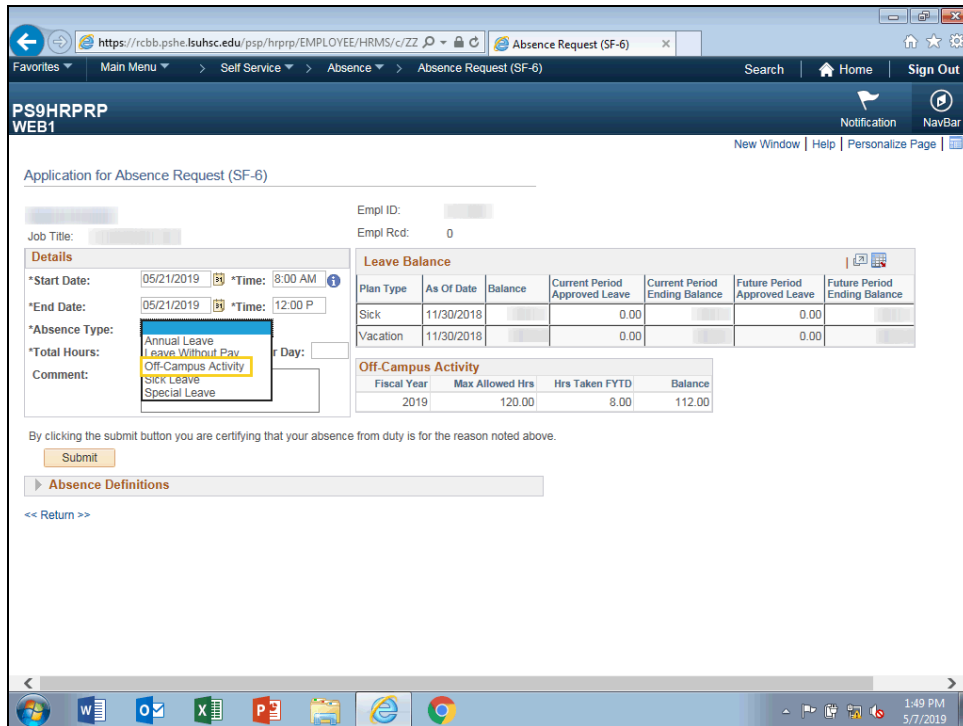 https://rcbb.pshe.lsuhsc.edu/psp/hrprp/EMPLOYEE/HRMS/c/ZZ
Absence Request (SF-6)
Favorites Main Menu > Self Service > Absence > Absence Request (SF-6) Search Home Sign Out
PS9HRPRP
WEB1
Notification NavBar
New Window | Help | Personalize Page |
Application for Absence Request (SF-6)
Empl ID:
Job Title:
Empl Rcd: 0
Details
*Start Date: 05/21/2019 31 *Time: 8:00 AM
*End Date: 05/21/2019 31 *Time: 12:00 P
*Absence Type:
Annual Leave
Leave Without Pay
Off-Campus Activity
Sick Leave
Special Leave
*Total Hours: r Day:
Comment:
Leave Balance
Plan Type As Of Date Balance Current Period Approved Leave Current Period Ending Balance Future Period Approved Leave Future Period Ending Balance
Sick 11/30/2018 0.00 0.00
Vacation 11/30/2018 0.00 0.00
Off-Campus Activity
Fiscal Year Max Allowed Hrs Hrs Taken FYTD Balance
2019 120.00 8.00 112.00
By clicking the submit button you are certifying that your absence from duty is for the reason noted above.
Submit
Absence Definitions
<< Return >>
1:49 PM
5/7/2019